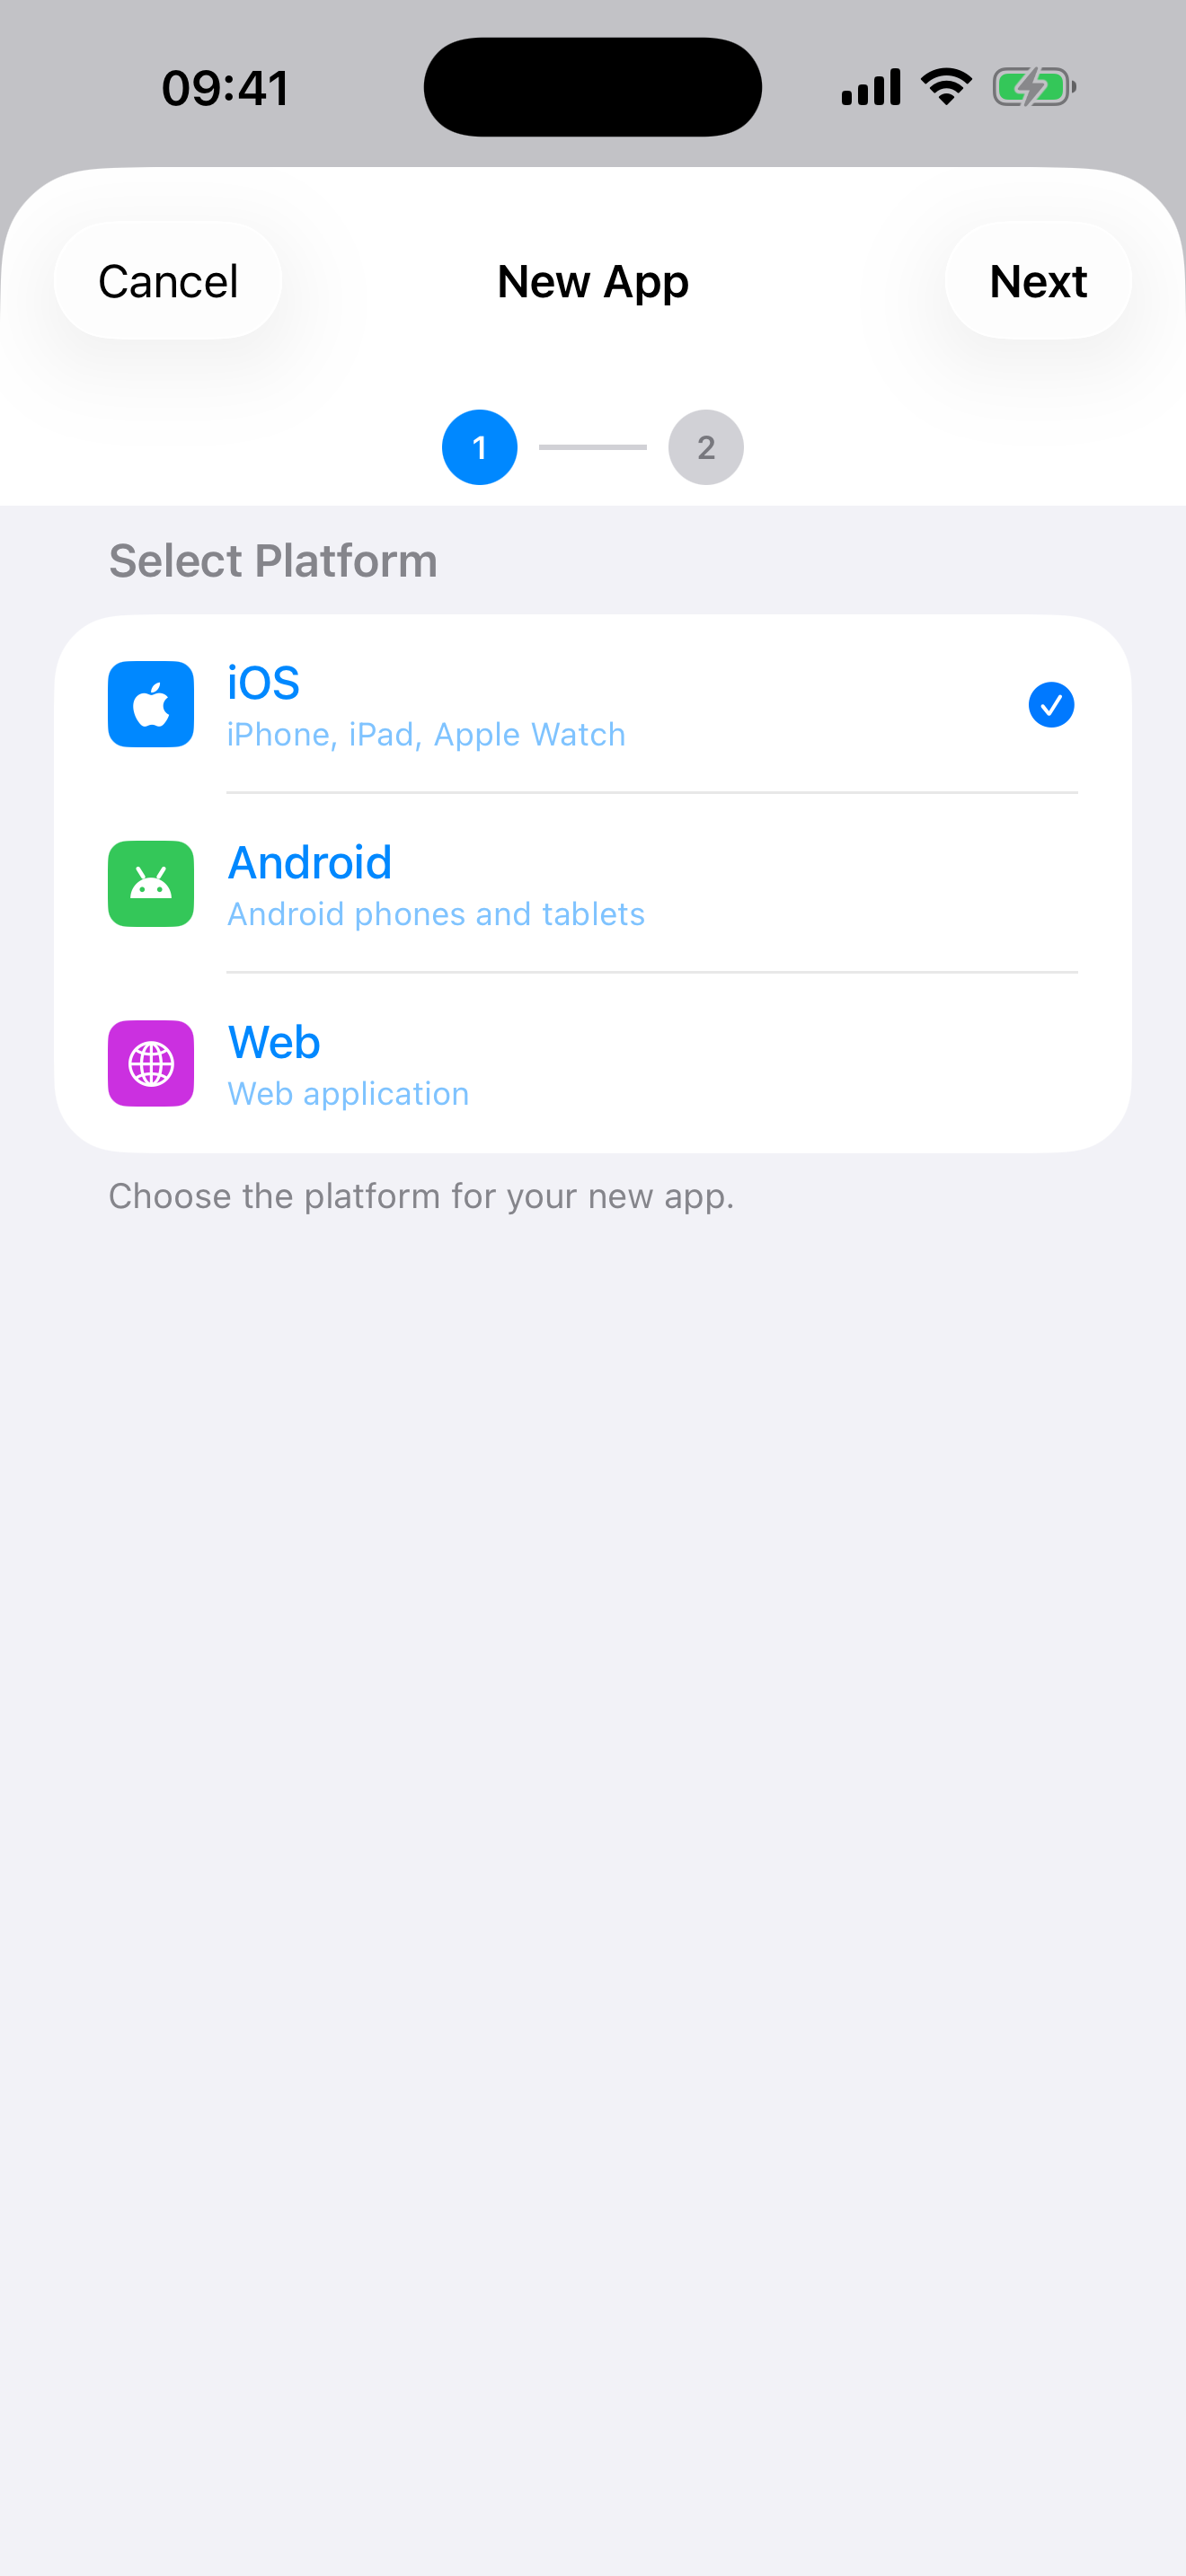 09:41
Cancel
New App
Next
1
2
Select Platform
iOS
iPhone, iPad, Apple Watch
Android
Android phones and tablets
Web
Web application
Choose the platform for your new app.